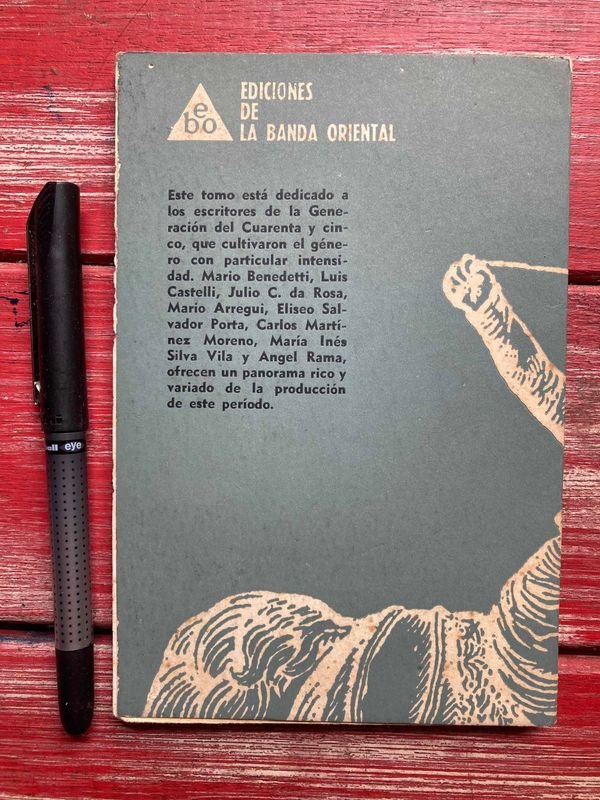 ebo
EDICIONES
DE
LA BANDA ORIENTAL
Este tomo está dedicado a
los escritores de la Gene-
ración del Cuarenta y cin-
co, que cultivaron el géne-
ro con particular intensi-
dad. Mario Benedetti, Luis
Castelli, Julio C. da Rosa,
Mario Arregui, Eliseo Sal-
vador Porta, Carlos Martí-
nez Moreno, María Inés
Silva Vila y Angel Rama,
ofrecen un panorama rico y
variado de la producción
de este período.
eye